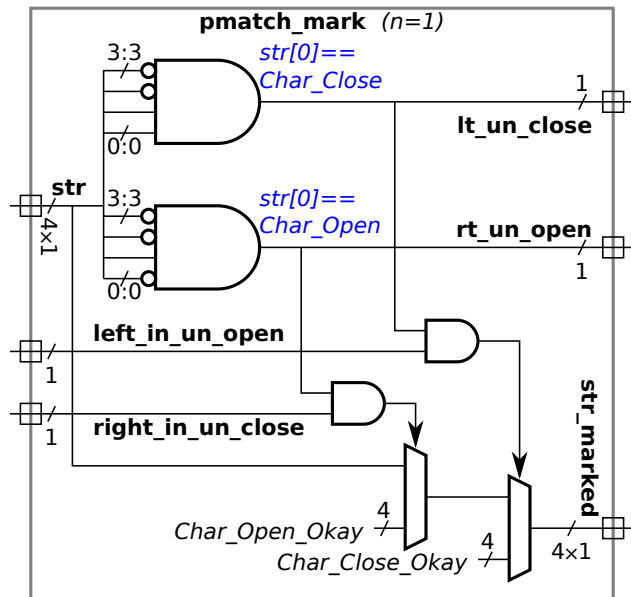 pmatch_mark (n=1)
3:3
str[0]==
Char_Close
1
0:0
lt_un_close
str
4×1
3:3
str[0]==
Char_Open
rt_un_open
0:0
1
left_in_un_open
1
right_in_un_close
1
str_marked
4
Char_Open_Okay
4
Char_Close_Okay
4×1